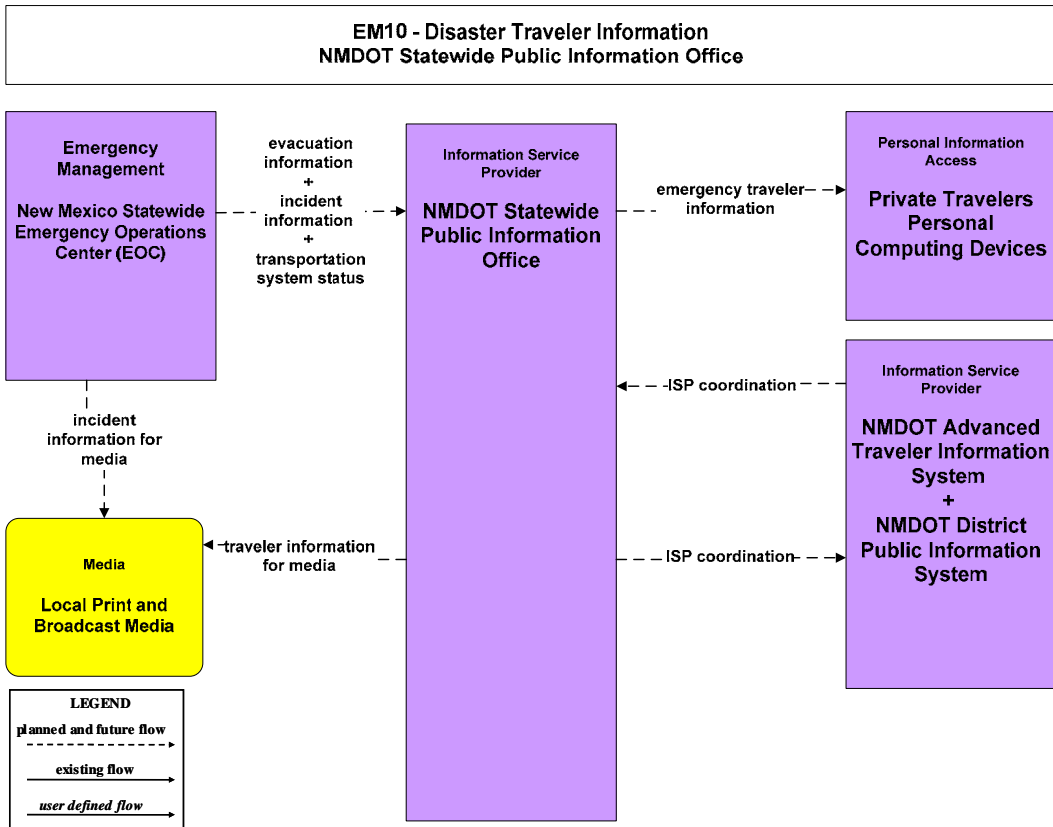 EM10 - Disaster Traveler Information
NMDOT Statewide Public Information Office
Emergency
Management
New Mexico Statewide
Emergency Operations
Center (EOC)
evacuation
information
+
incident
information
+
transportation
system status
Information Service
Provider
NMDOT Statewide
Public Information
Office
emergency traveler
information
Personal Information
Access
Private Travelers
Personal
Computing Devices
ISP coordination
Information Service
Provider
NMDOT Advanced
Traveler Information
System
+
NMDOT District
Public Information
System
incident
information for
media
traveler information
for media
ISP coordination
Media
Local Print and
Broadcast Media
LEGEND
planned and future flow
existing flow
user defined flow